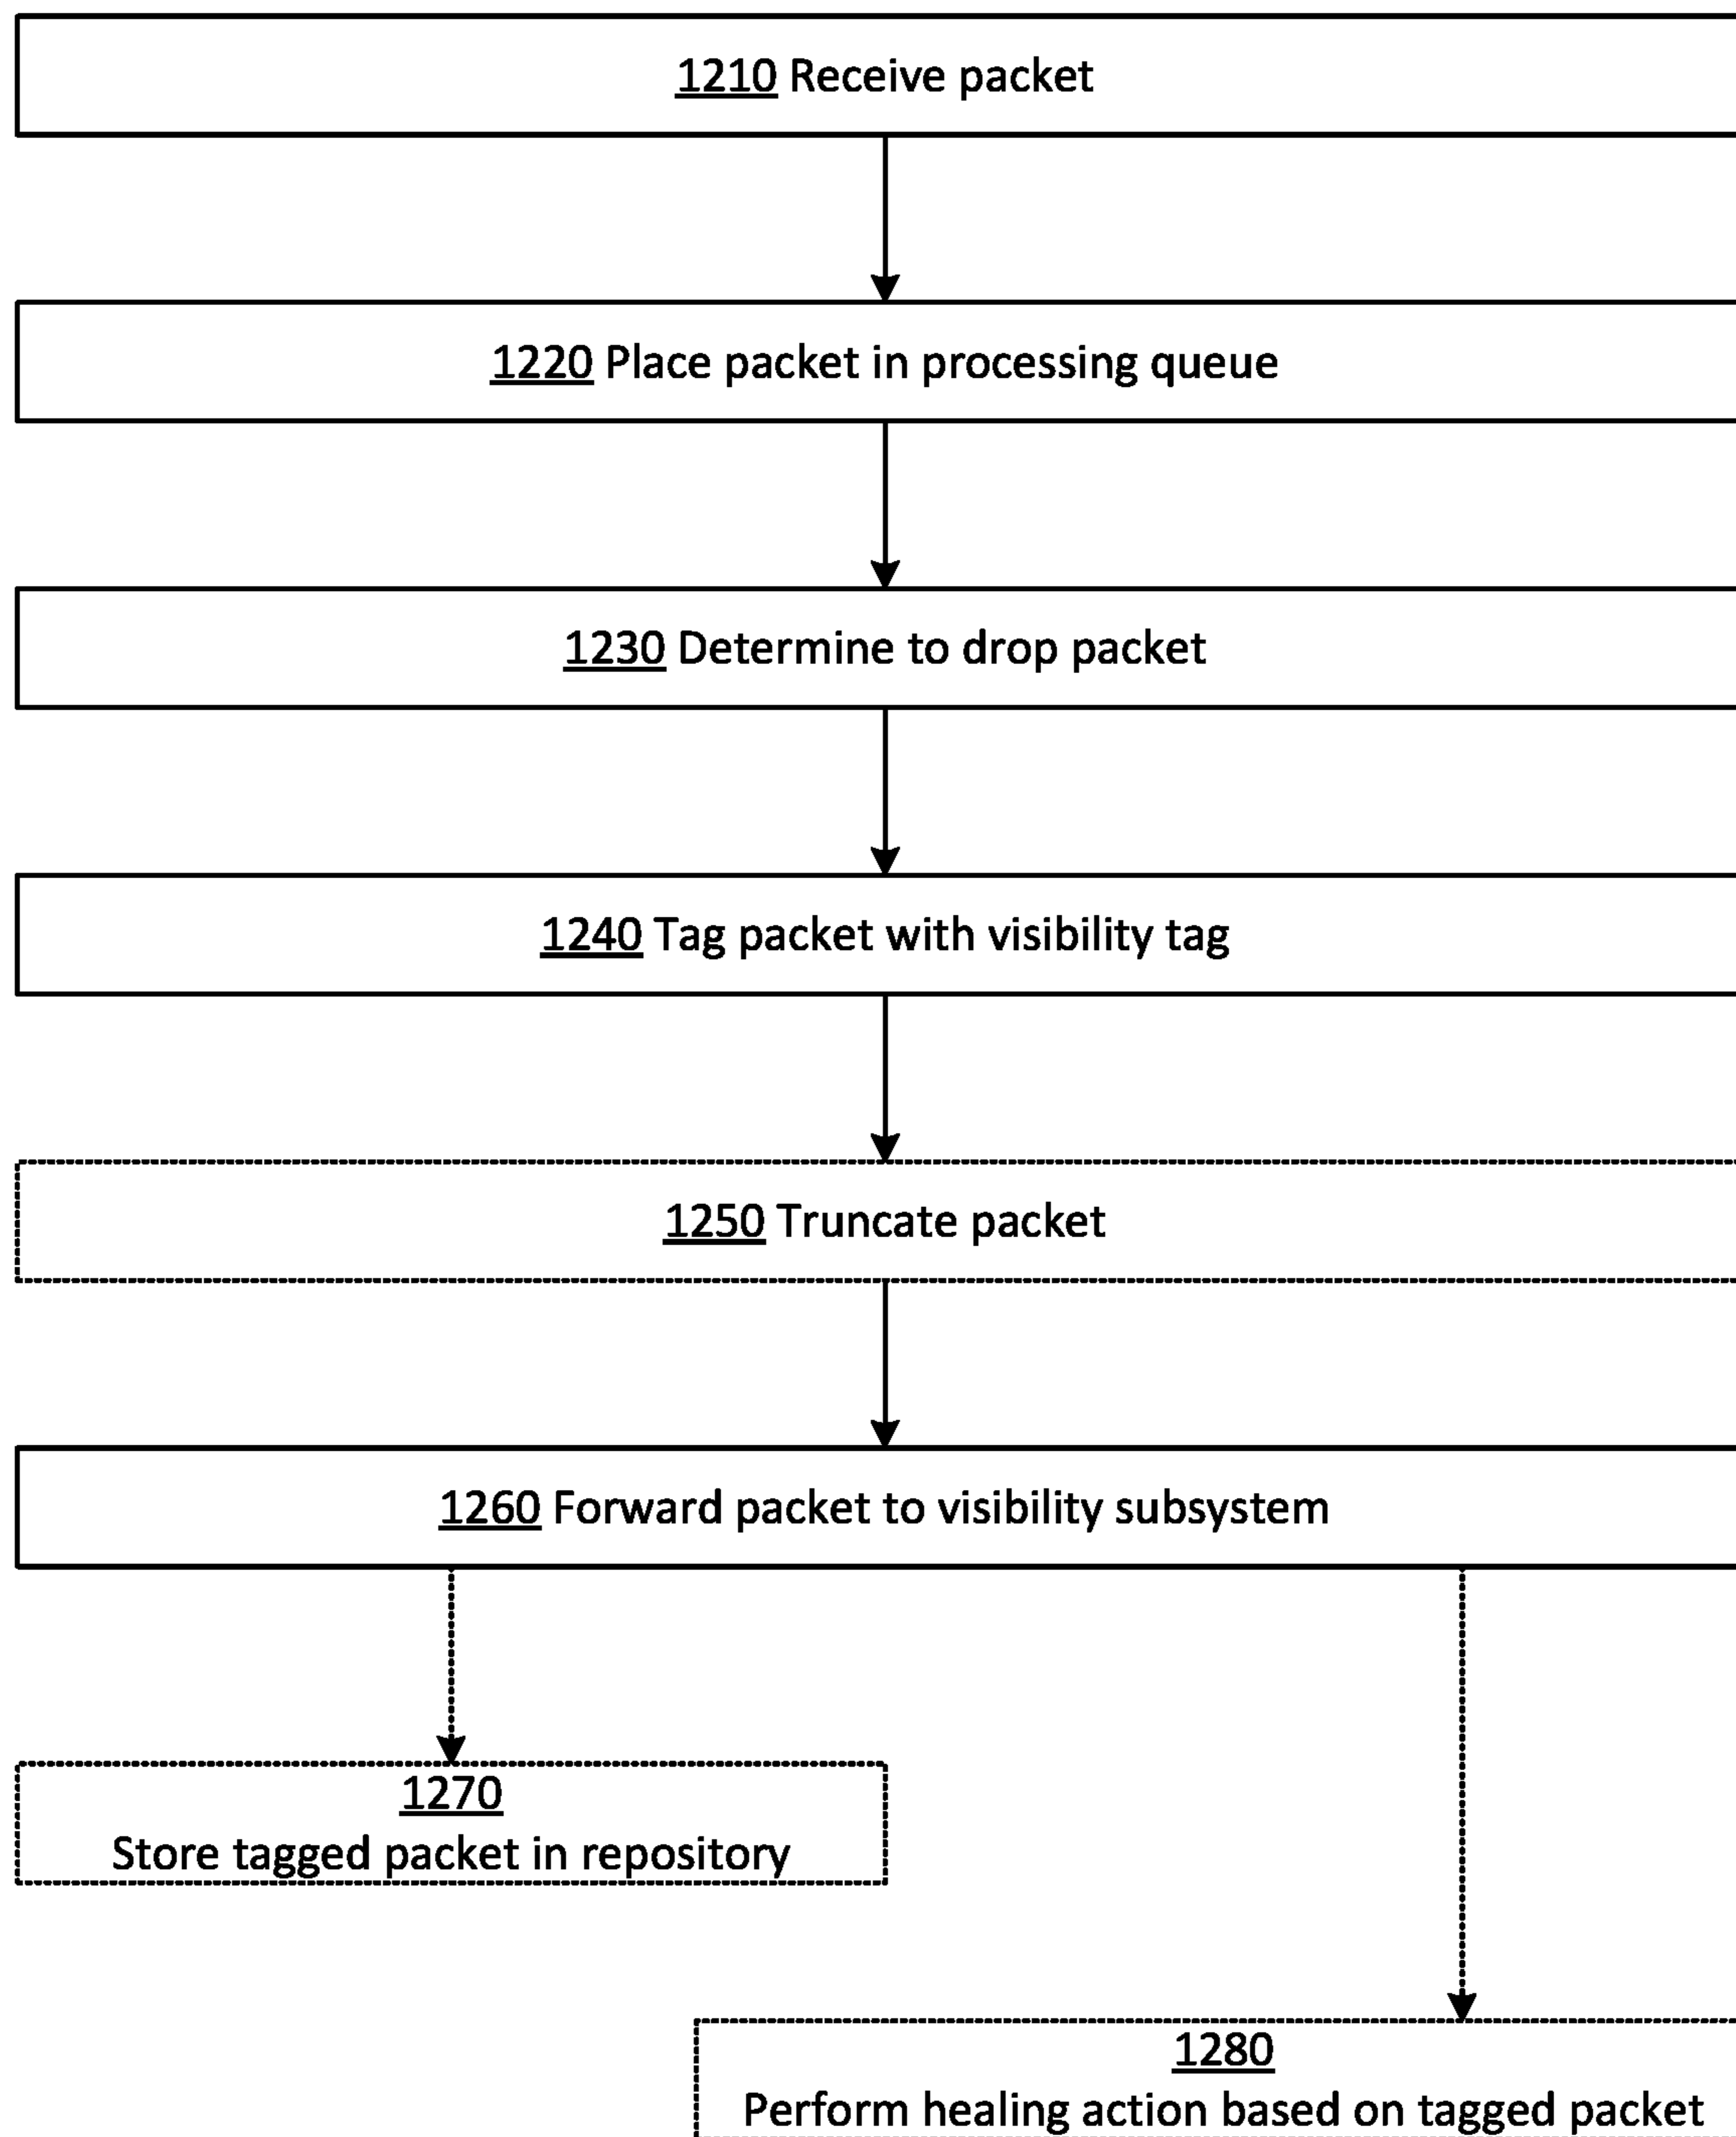 1210 Receive packet
1220 Place packet in processing queue
1230 Determine to drop packet
1240 Tag packet with visibility tag
1250 Truncate packet
1260 Forward packet to visibility subsystem
1270
Store tagged packet in repository
1280
Perform healing action based on tagged packet